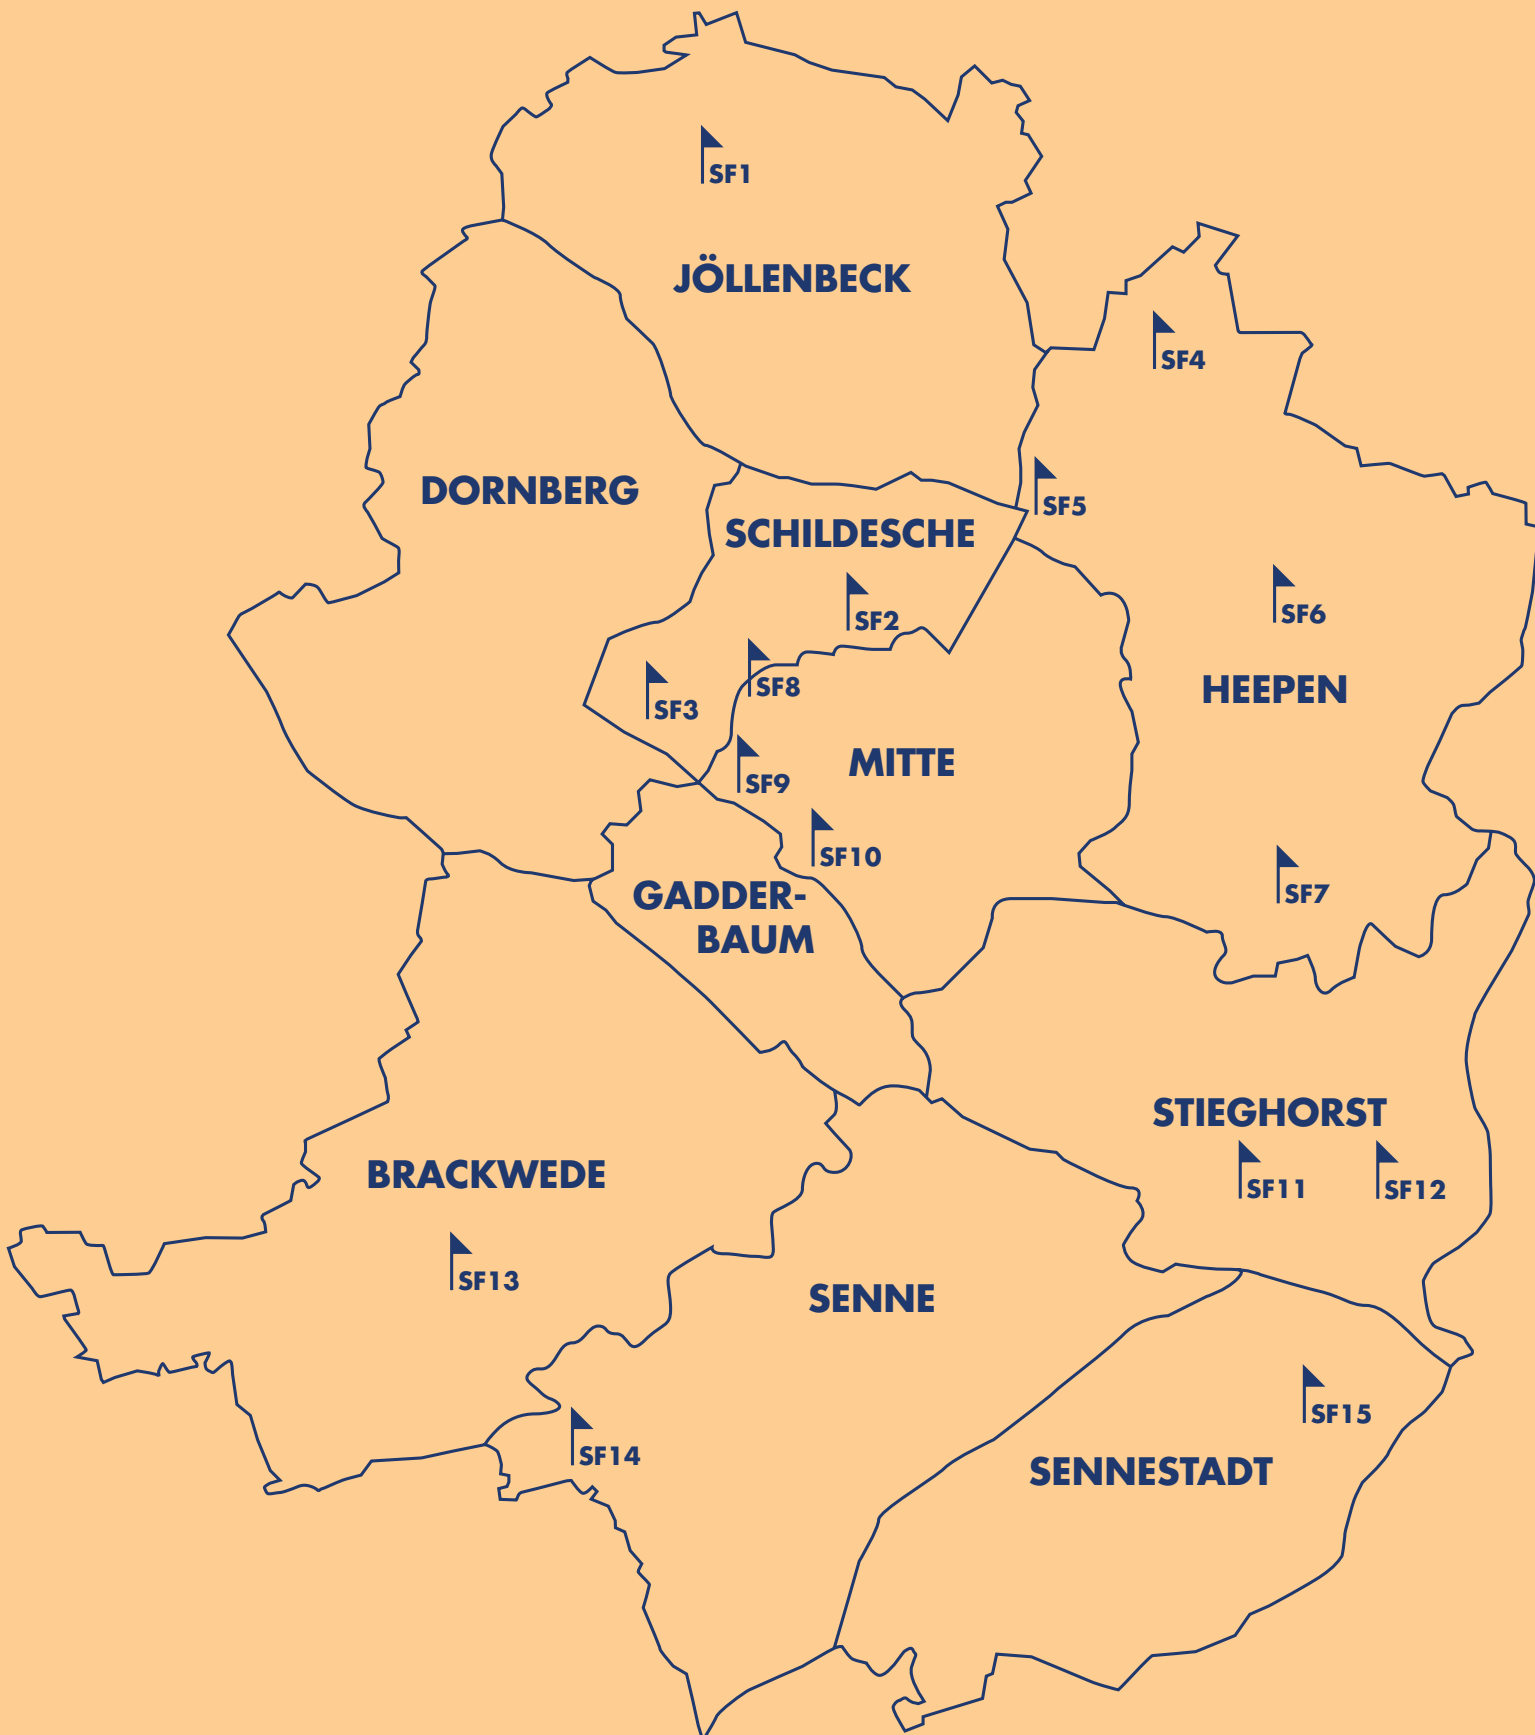 SF1
JÖLLENBECK
SF4
DORNBERG
SF5
SCHILDESCHE
SF2
SF6
SF8
HEEPEN
SF3
MITTE
SF9
SF10
SF7
GADDER-
BAUM
STIEGHORST
BRACKWEDE
SF11
SF12
SF13
SENNE
SF15
SF14
SENNESTADT